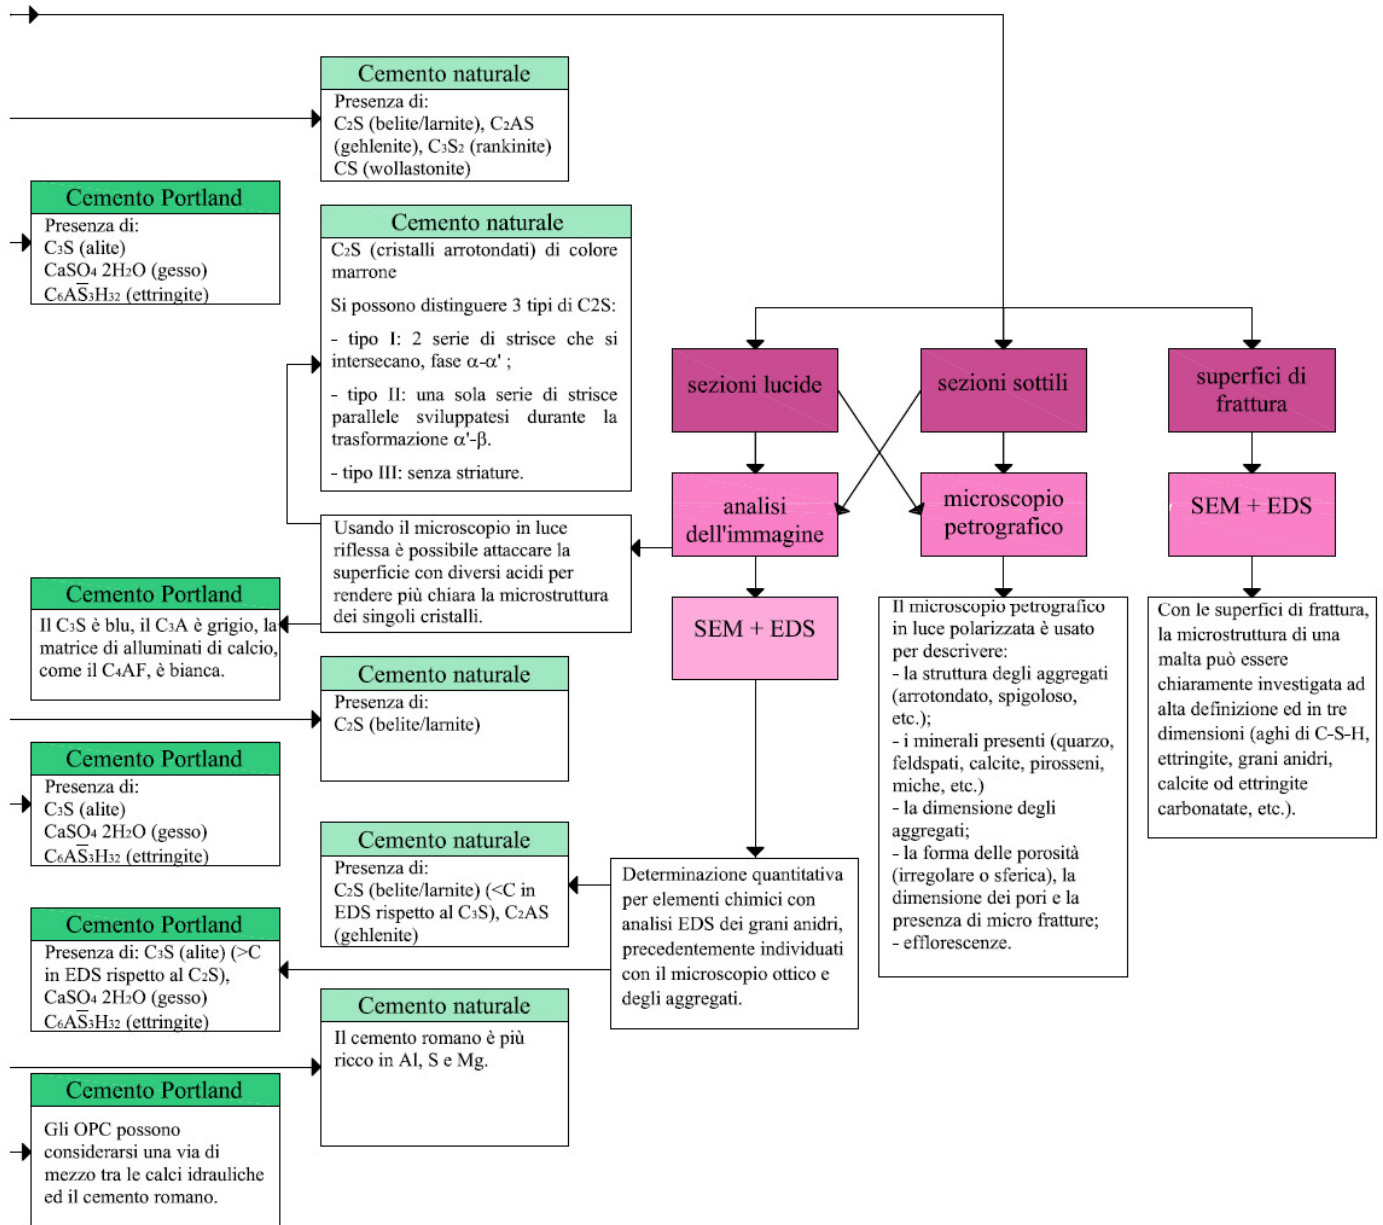 Cemento naturale
Presenza di:
C₂S (belite/larnite), C₂AS
(gehlenite), C₃S₂ (rankinite)
CS (wollastonite)
Cemento Portland
Presenza di:
C₃S (alite)
CaSO₄ 2H₂O (gesso)
C₆AS̅₃H₃₂ (ettringite)
Cemento naturale
C₂S (cristalli arrotondati) di colore
marrone
Si possono distinguere 3 tipi di C2S:
- tipo I: 2 serie di strisce che si
intersecano, fase α-α' ;
- tipo II: una sola serie di strisce
parallele sviluppatesi durante la
trasformazione α'-β.
- tipo III: senza striature.
sezioni lucide
sezioni sottili
superfici di
frattura
analisi
dell'immagine
microscopio
petrografico
SEM + EDS
Usando il microscopio in luce
riflessa è possibile attaccare la
superficie con diversi acidi per
rendere più chiara la microstruttura
dei singoli cristalli.
Cemento Portland
Il C₃S è blu, il C₃A è grigio, la
matrice di alluminati di calcio,
come il C₄AF, è bianca.
SEM + EDS
Il microscopio petrografico
in luce polarizzata è usato
per descrivere:
- la struttura degli aggregati
(arrotondato, spigoloso,
etc.);
- i minerali presenti (quarzo,
feldspati, calcite, pirosseni,
miche, etc.)
- la dimensione degli
aggregati;
- la forma delle porosità
(irregolare o sferica), la
dimensione dei pori e la
presenza di micro fratture;
- efflorescenze.
Con le superfici di frattura,
la microstruttura di una
malta può essere
chiaramente investigata ad
alta definizione ed in tre
dimensioni (aghi di C-S-H,
ettringite, grani anidri,
calcite od ettringite
carbonatate, etc.).
Cemento naturale
Presenza di:
C₂S (belite/larnite)
Cemento Portland
Presenza di:
C₃S (alite)
CaSO₄ 2H₂O (gesso)
C₆AS̅₃H₃₂ (ettringite)
Cemento naturale
Presenza di:
C₂S (belite/larnite) (<C in
EDS rispetto al C₃S), C₂AS
(gehlenite)
Determinazione quantitativa
per elementi chimici con
analisi EDS dei grani anidri,
precedentemente individuati
con il microscopio ottico e
degli aggregati.
Cemento Portland
Presenza di: C₃S (alite) (>C
in EDS rispetto al C₂S),
CaSO₄ 2H₂O (gesso)
C₆AS̅₃H₃₂ (ettringite)
Cemento naturale
Il cemento romano è più
ricco in Al, S e Mg.
Cemento Portland
Gli OPC possono
considerarsi una via di
mezzo tra le calci idrauliche
ed il cemento romano.